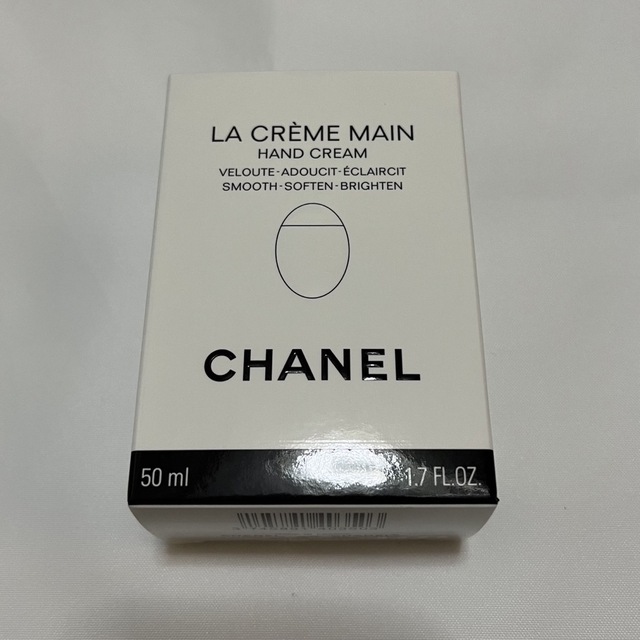 LA CRÈME MAIN
HAND CREAM
VELOUTE-ADOUCIT-ÉCLAIRCIT
SMOOTH-SOFTEN-BRIGHTEN
CHANEL
50 ml 1.7 FL.OZ.